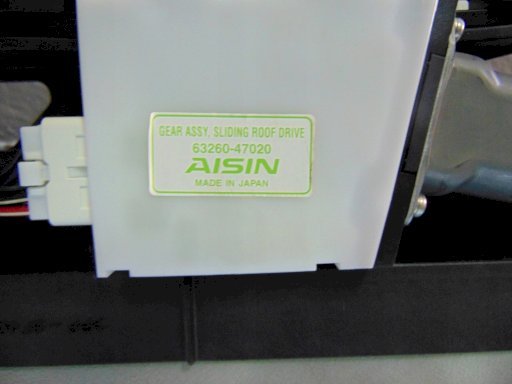 GEAR ASSY, SLIDING ROOF DRIVE
63260-47020
AISIN
MADE IN JAPAN